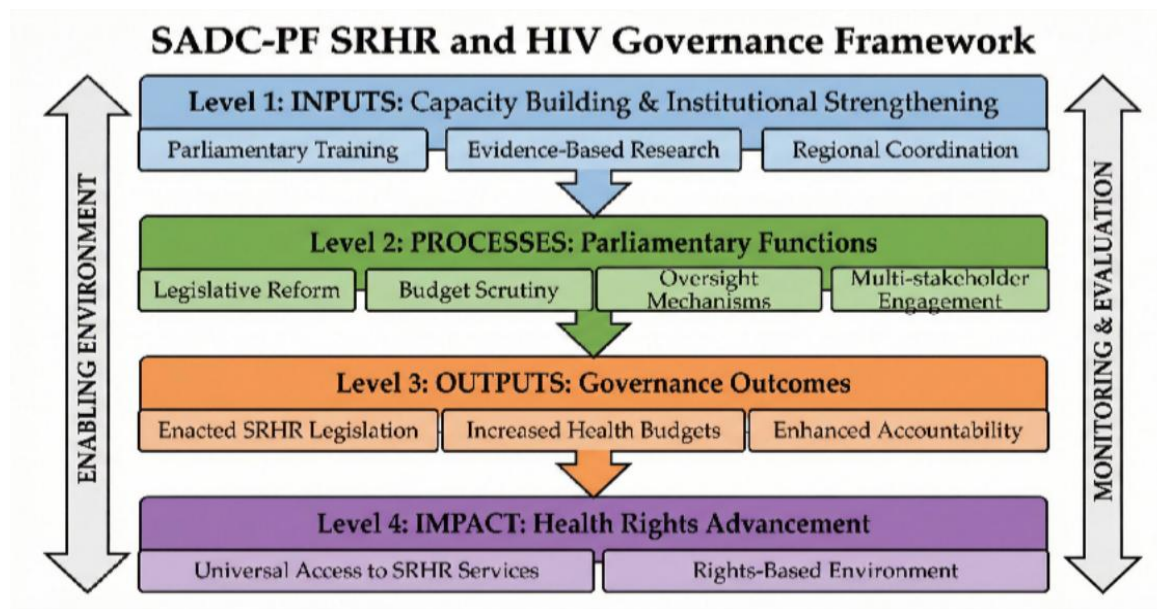 SADC-PF SRHR and HIV Governance Framework
Level 1: INPUTS: Capacity Building & Institutional Strengthening
Parliamentary Training
Evidence-Based Research
Regional Coordination
Level 2: PROCESSES: Parliamentary Functions
Legislative Reform
Budget Scrutiny
Oversight
Mechanisms
Multi-stakeholder
Engagement
Level 3: OUTPUTS: Governance Outcomes
Enacted SRHR Legislation
Increased Health Budgets
Enhanced Accountability
Level 4: IMPACT: Health Rights Advancement
Universal Access to SRHR Services
Rights-Based Environment
ENABLING ENVIRONMENT
MONITORING & EVALUATION